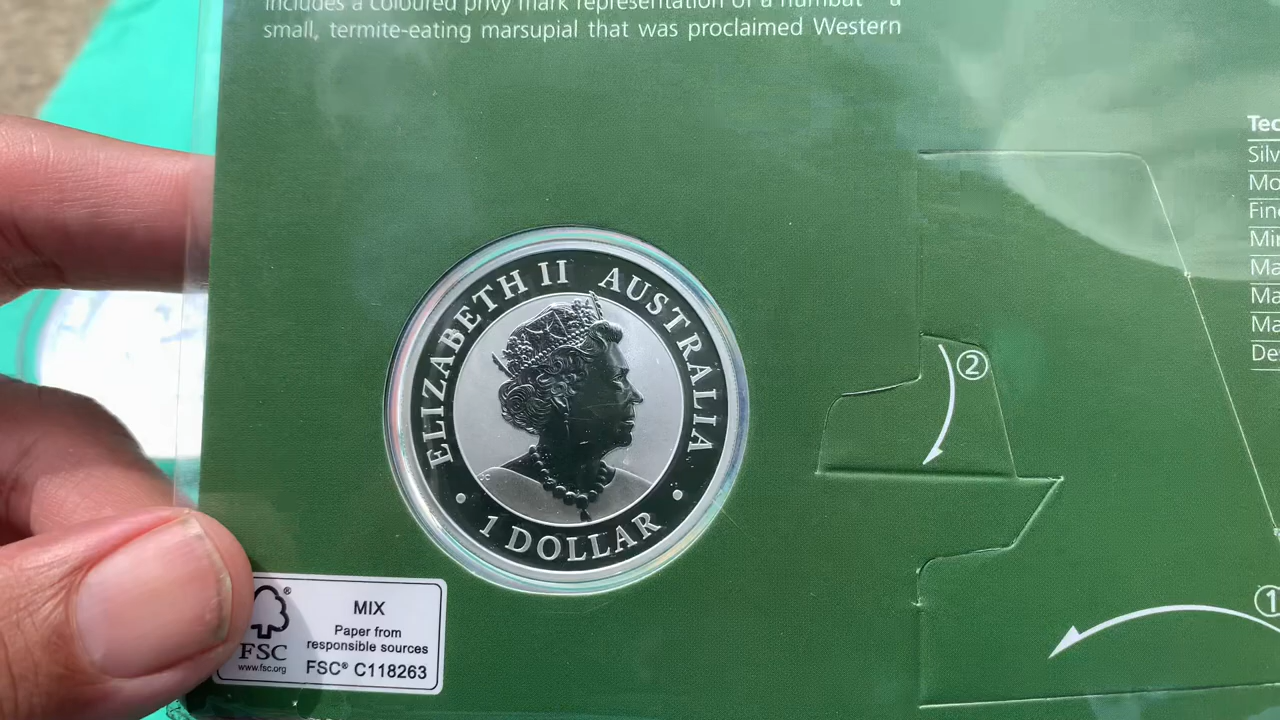 includes a coloured privy mark representation of a numbat – a
small, termite-eating marsupial that was proclaimed Western
ELIZABETH II AUSTRALIA
1 DOLLAR
②
①
MIX
Paper from
responsible sources
FSC® C118263
FSC ®
www.fsc.org
Tec
Silv
Mo
Fine
Min
Ma
Ma
Ma
Des